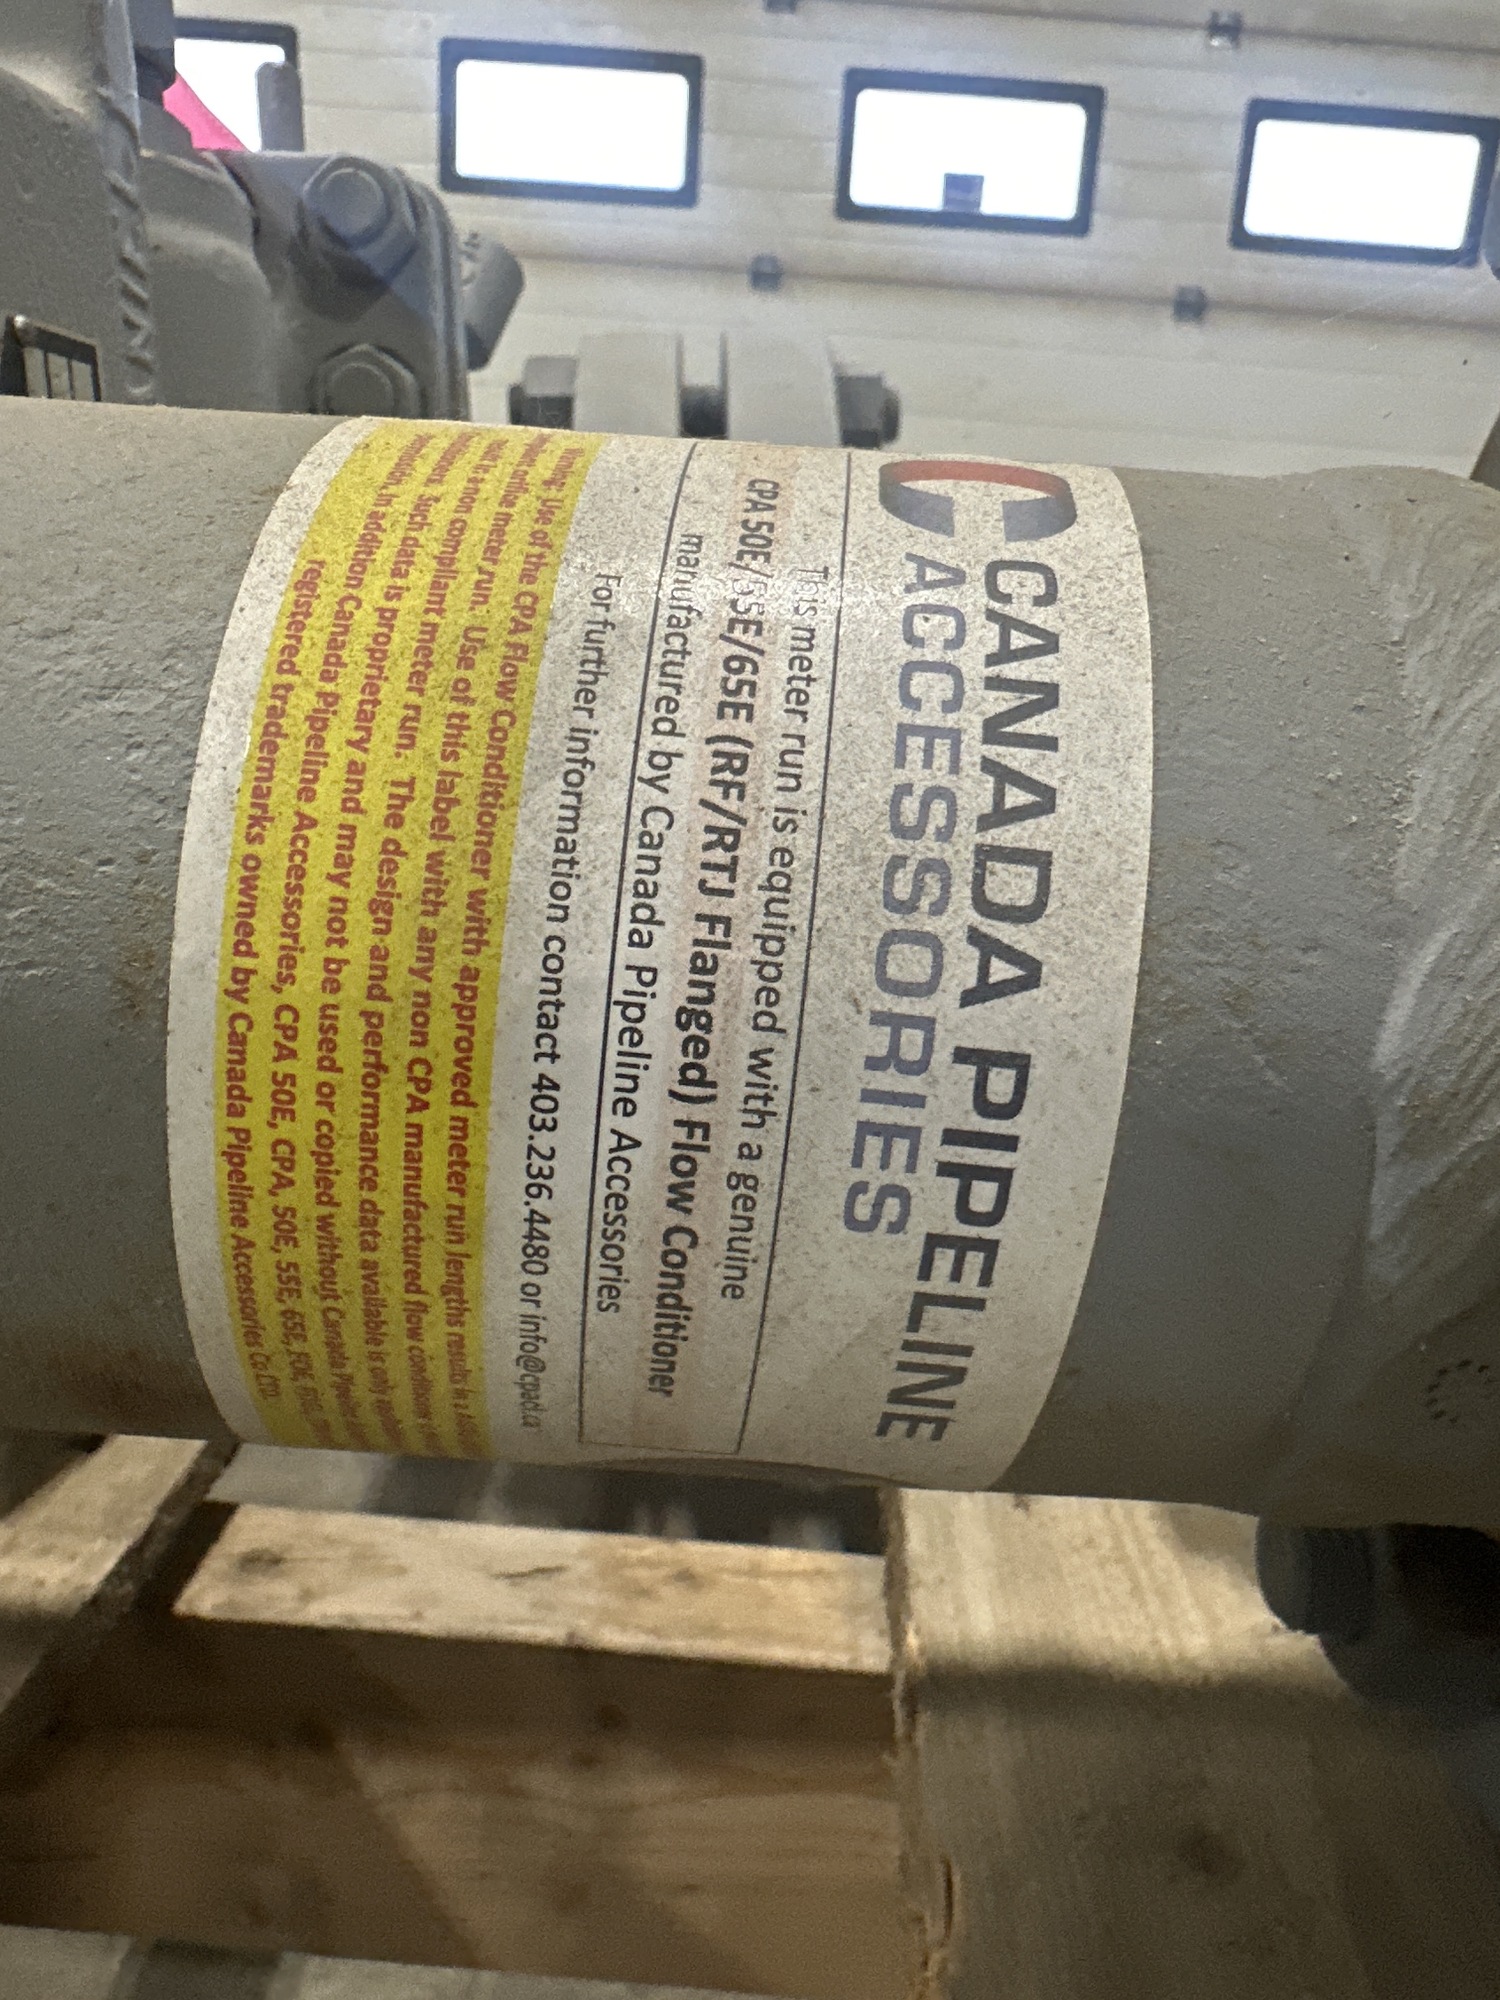 CANADA PIPELINE
ACCESSORIES
This meter run is equipped with a genuine
CPA 50E/55E/65E (RF/RTJ Flanged) Flow Conditioner
manufactured by Canada Pipeline Accessories
For further information contact 403.236.4480 or info@cpacl.ca
Use of the CPA Flow Conditioner with approved meter run lengths results in a
orifice meter run. Use of this label with any non CPA manufactured flow conditioner
non compliant meter run. The design and performance data available is only
Such data is proprietary and may not be used or copied without Canada Pipeline
In addition Canada Pipeline Accessories, CPA 50E, CPA, 50E, 55E, 65E,
registered trademarks owned by Canada Pipeline Accessories Co LTD.